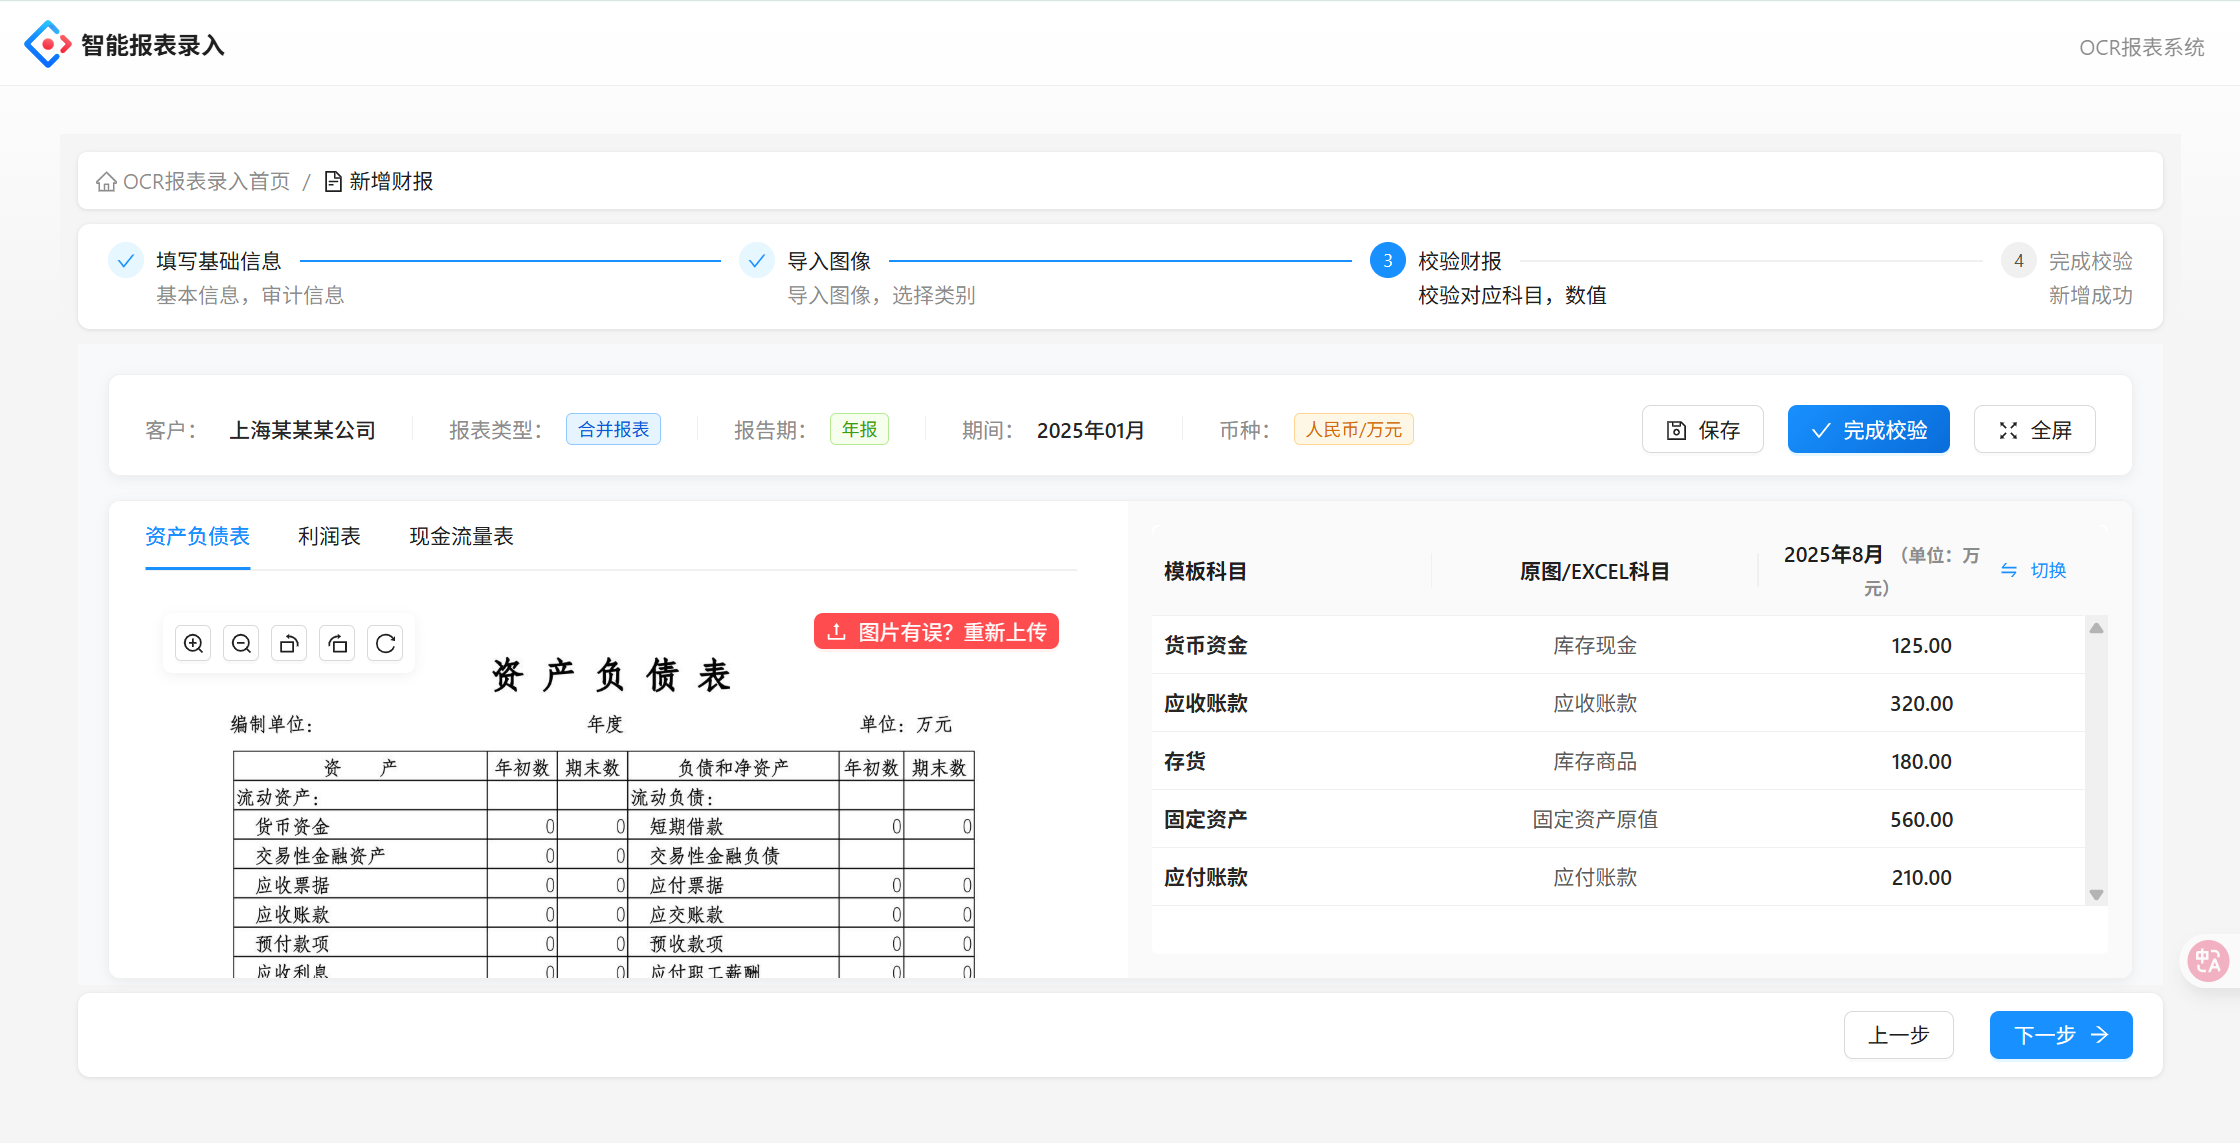 智能报表录入
OCR报表系统
OCR报表录入首页 / 新增财报
填写基础信息
基本信息，审计信息
导入图像
导入图像，选择类别
3 校验财报
校验对应科目，数值
4 完成校验
新增成功
客户： 上海某某某公司 报表类型： 合并报表 报告期： 年报 期间： 2025年01月 币种： 人民币/万元
保存 完成校验 全屏
资产负债表 利润表 现金流量表
图片有误？重新上传
资产负债表
编制单位： 年度 单位：万元
资 产 年初数 期末数 负债和净资产 年初数 期末数
流动资产： 流动负债：
货币资金 0 0 短期借款 0 0
交易性金融资产 0 0 交易性金融负债
应收票据 0 0 应付票据 0 0
应收账款 0 0 应交账款 0 0
预付款项 0 0 预收款项 0 0
应收利息 0 0 应付职工薪酬 0 0
模板科目 原图/EXCEL科目 2025年8月 （单位：万
元） 切换
货币资金 库存现金 125.00
应收账款 应收账款 320.00
存货 库存商品 180.00
固定资产 固定资产原值 560.00
应付账款 应付账款 210.00
中A
上一步 下一步